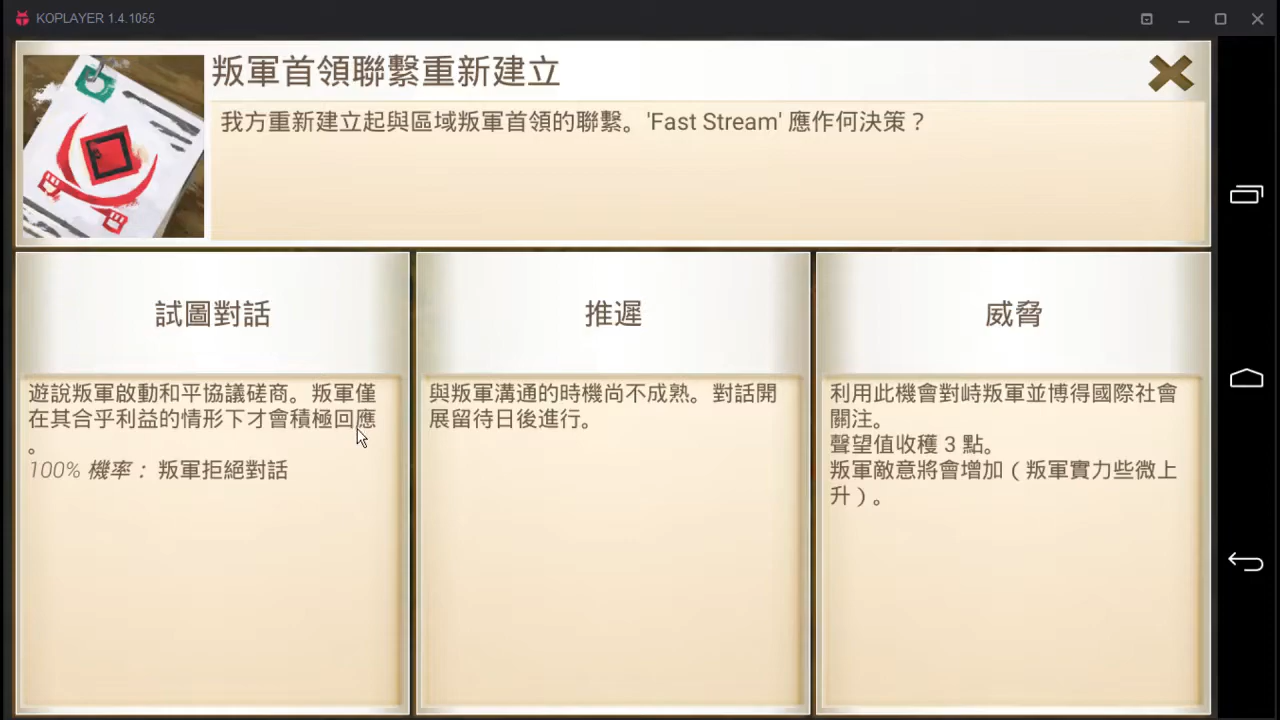 KOPLAYER 1.4.1055
叛軍首領聯繫重新建立
我方重新建立起與區域叛軍首領的聯繫。'Fast Stream' 應作何決策？
試圖對話
遊說叛軍啟動和平協議磋商。叛軍僅
在其合乎利益的情形下才會積極回應
。
100% 機率： 叛軍拒絕對話
推遲
與叛軍溝通的時機尚不成熟。對話開
展留待日後進行。
威脅
利用此機會對峙叛軍並博得國際社會
關注。
聲望值收穫 3 點。
叛軍敵意將會增加（叛軍實力些微上
升）。